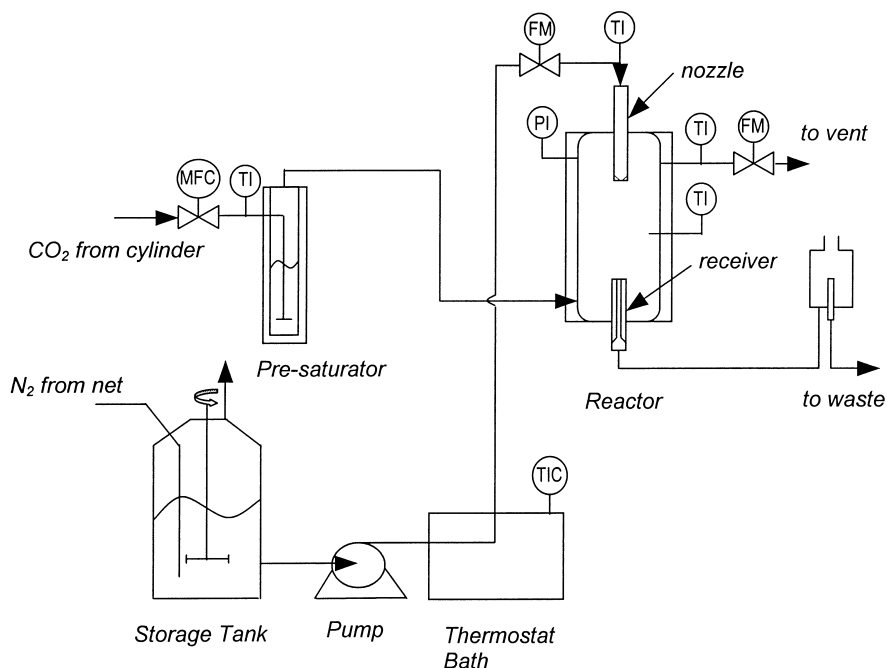 FM
TI
nozzle
PI
TI
FM
to vent
MFC
TI
TI
CO₂ from cylinder
receiver
Pre-saturator
N₂ from net
Reactor
to waste
TIC
Storage Tank
Pump
Thermostat
Bath